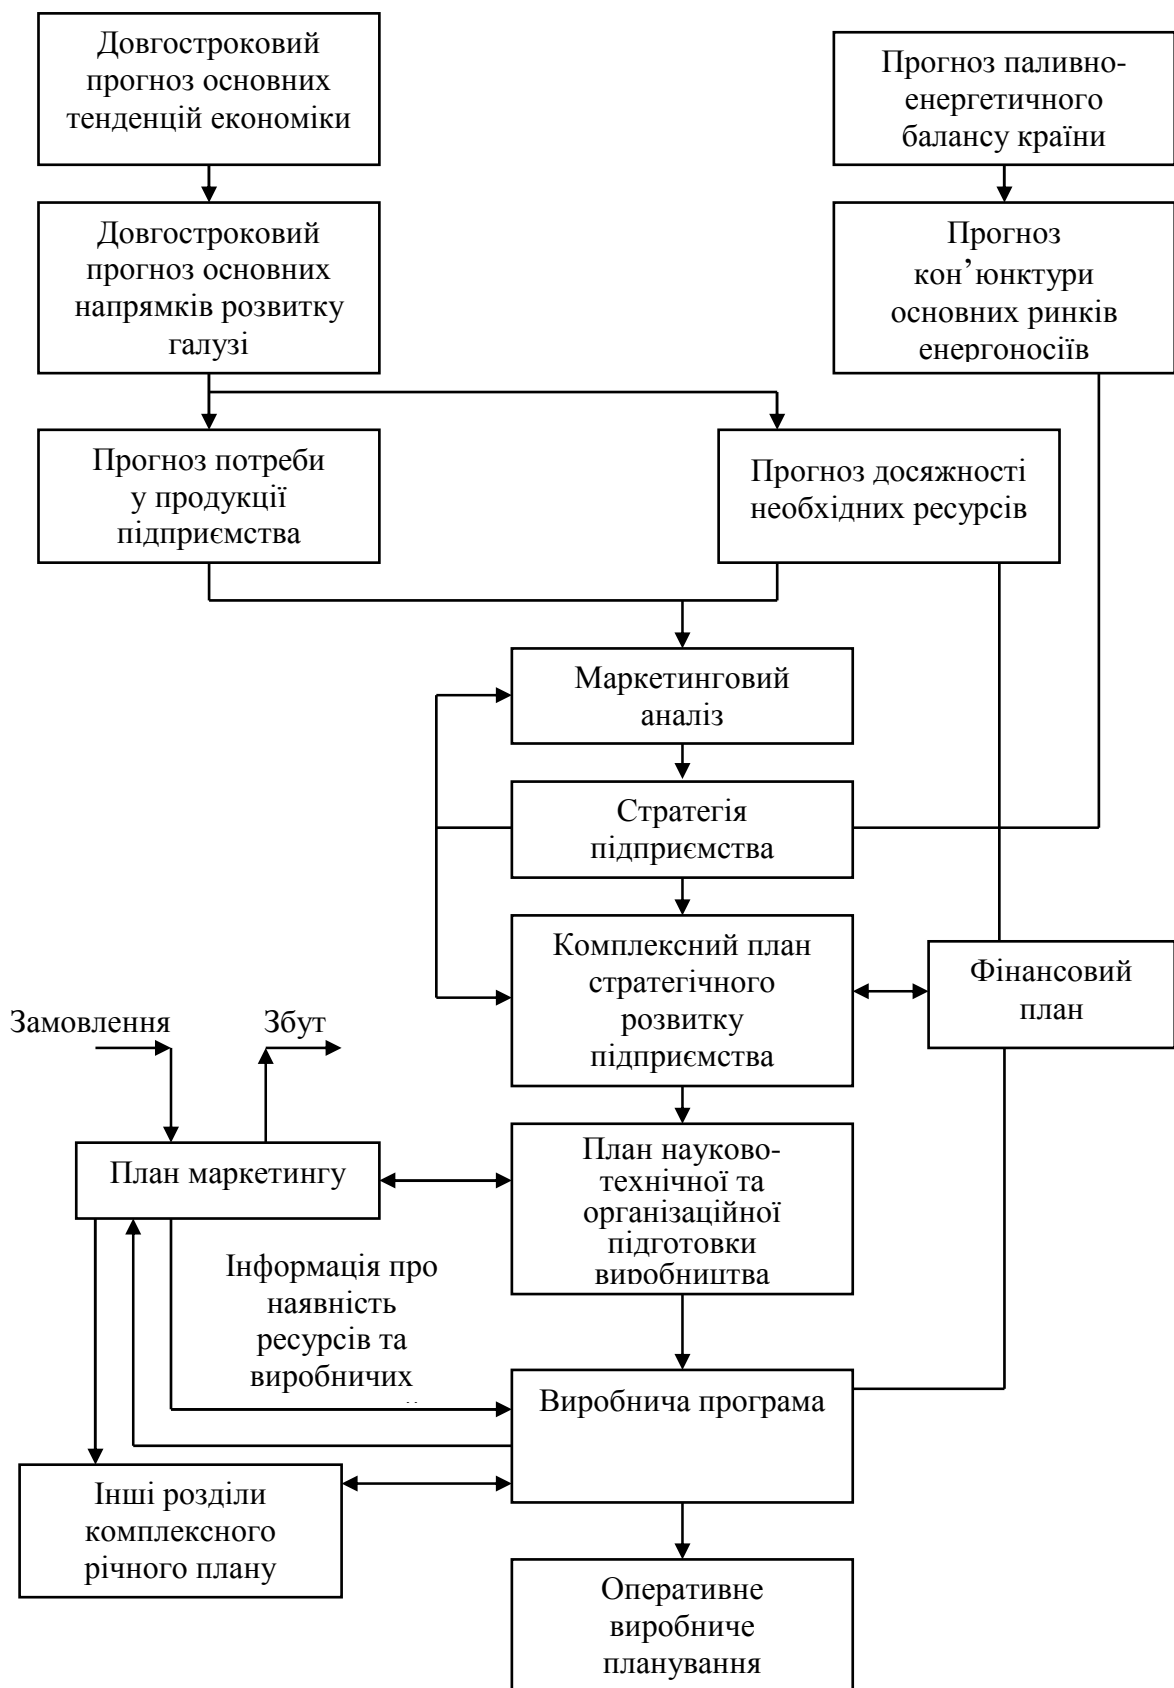 Довгостроковий
прогноз основних
тенденцій економіки
Прогноз паливно-
енергетичного
балансу країни
Довгостроковий
прогноз основних
напрямків розвитку
галузі
Прогноз
кон’юнктури
основних ринків
енергоносіїв
Прогноз потреби
у продукції
підприємства
Прогноз досяжності
необхідних ресурсів
Маркетинговий
аналіз
Стратегія
підприємства
Комплексний план
стратегічного
розвитку
підприємства
Фінансовий
план
Замовлення
Збут
План маркетингу
План науково-
технічної та
організаційної
підготовки
виробництва
Інформація про
наявність
ресурсів та
виробничих
Виробнича програма
Інші розділи
комплексного
річного плану
Оперативне
виробниче
планування